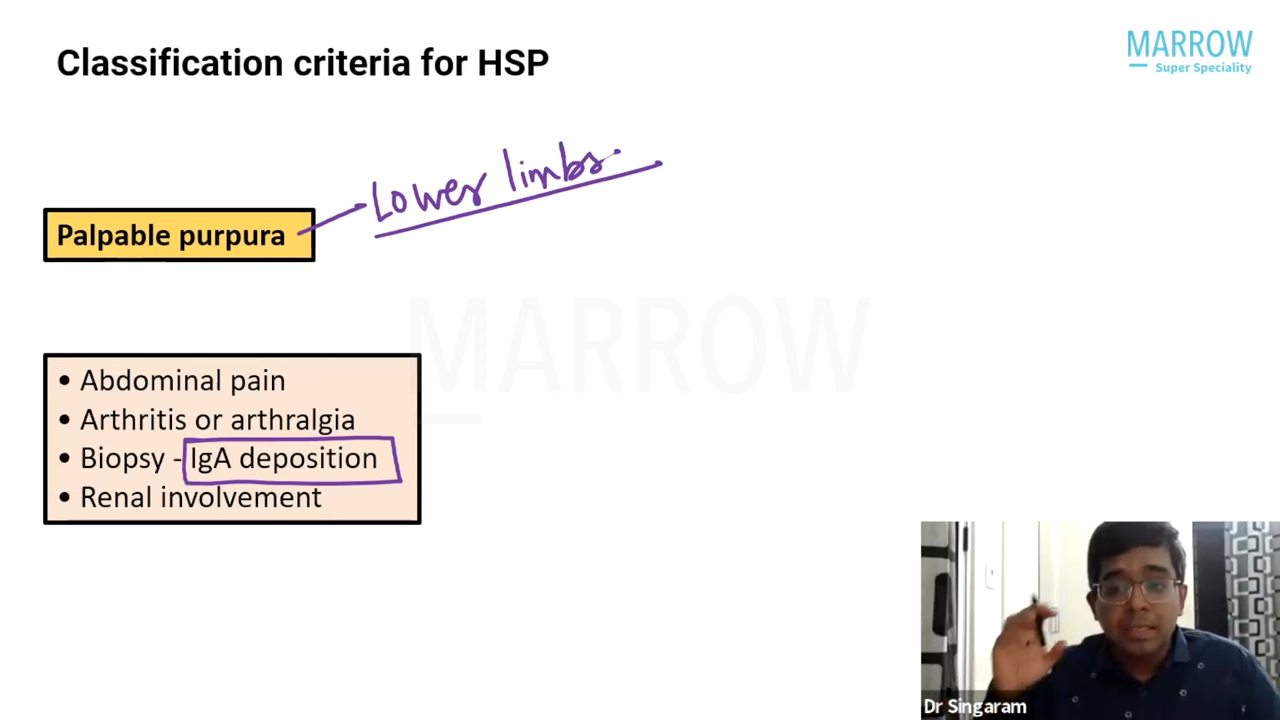 Classification criteria for HSP
MARROW
Super Speciality
Lower limbs.
Palpable purpura
MARROW
• Abdominal pain
• Arthritis or arthralgia
• Biopsy - IgA deposition
• Renal involvement
Dr Singaram